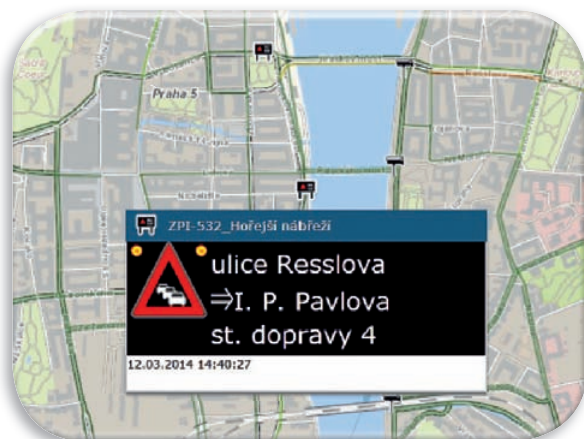 Praha 5
ZPI-532_Hořejší nábřeží
ulice Resslova
⇒I. P. Pavlova
st. dopravy 4
12.03.2014 14:40:27